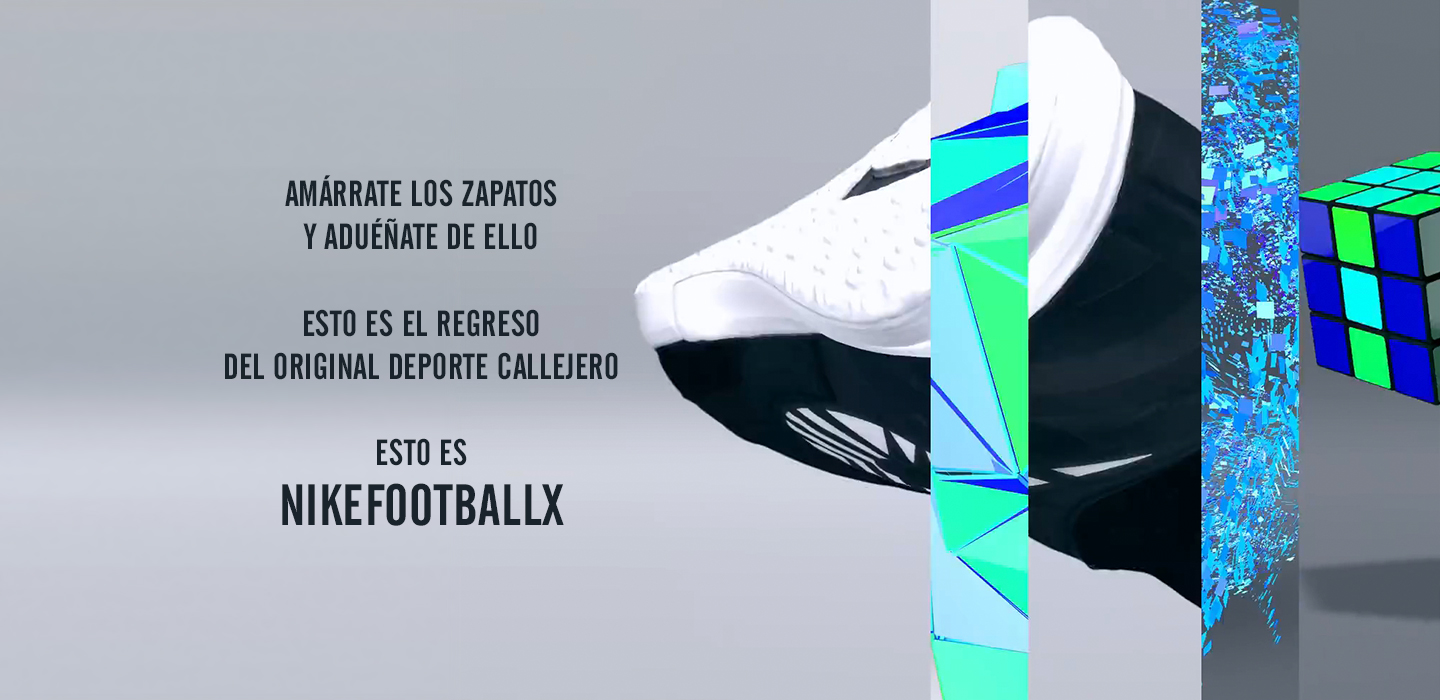 AMÁRRATE LOS ZAPATOS
Y ADUÉÑATE DE ELLO
ESTO ES EL REGRESO
DEL ORIGINAL DEPORTE CALLEJERO
ESTO ES
NIKEFOOTBALLX